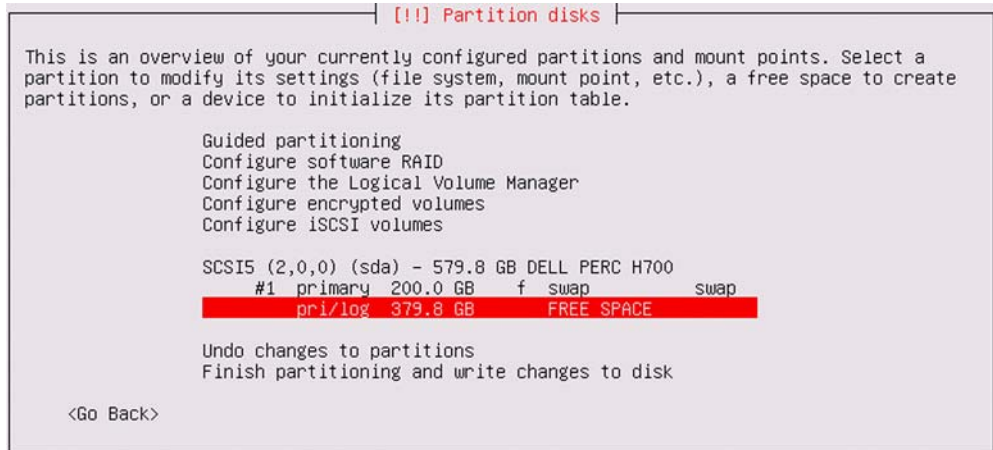 [!!] Partition disks
This is an overview of your currently configured partitions and mount points. Select a
partition to modify its settings (file system, mount point, etc.), a free space to create
partitions, or a device to initialize its partition table.
Guided partitioning
Configure software RAID
Configure the Logical Volume Manager
Configure encrypted volumes
Configure iSCSI volumes
SCSI5 (2,0,0) (sda) - 579.8 GB DELL PERC H700
#1 primary 200.0 GB f swap swap
pri/log 379.8 GB FREE SPACE
Undo changes to partitions
Finish partitioning and write changes to disk
<Go Back>